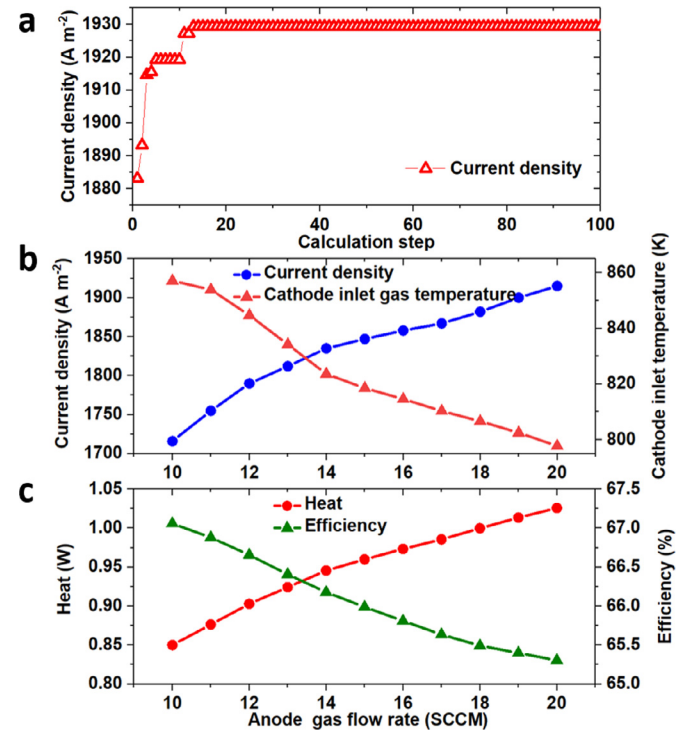 a
Current density (A m-2)
1930
1920
1910
1900
1890
1880
Current density
0 20 40 60 80 100
Calculation step
b
Current density (A m-2)
1950
1900
1850
1800
1750
1700
Current density
Cathode inlet gas temperature
860
840
820
800
Cathode inlet temperature (K)
10 12 14 16 18 20
c
Heat (W)
1.05
1.00
0.95
0.90
0.85
0.80
Heat
Efficiency
67.5
67.0
66.5
66.0
65.5
65.0
Efficiency (%)
10 12 14 16 18 20
Anode gas flow rate (SCCM)